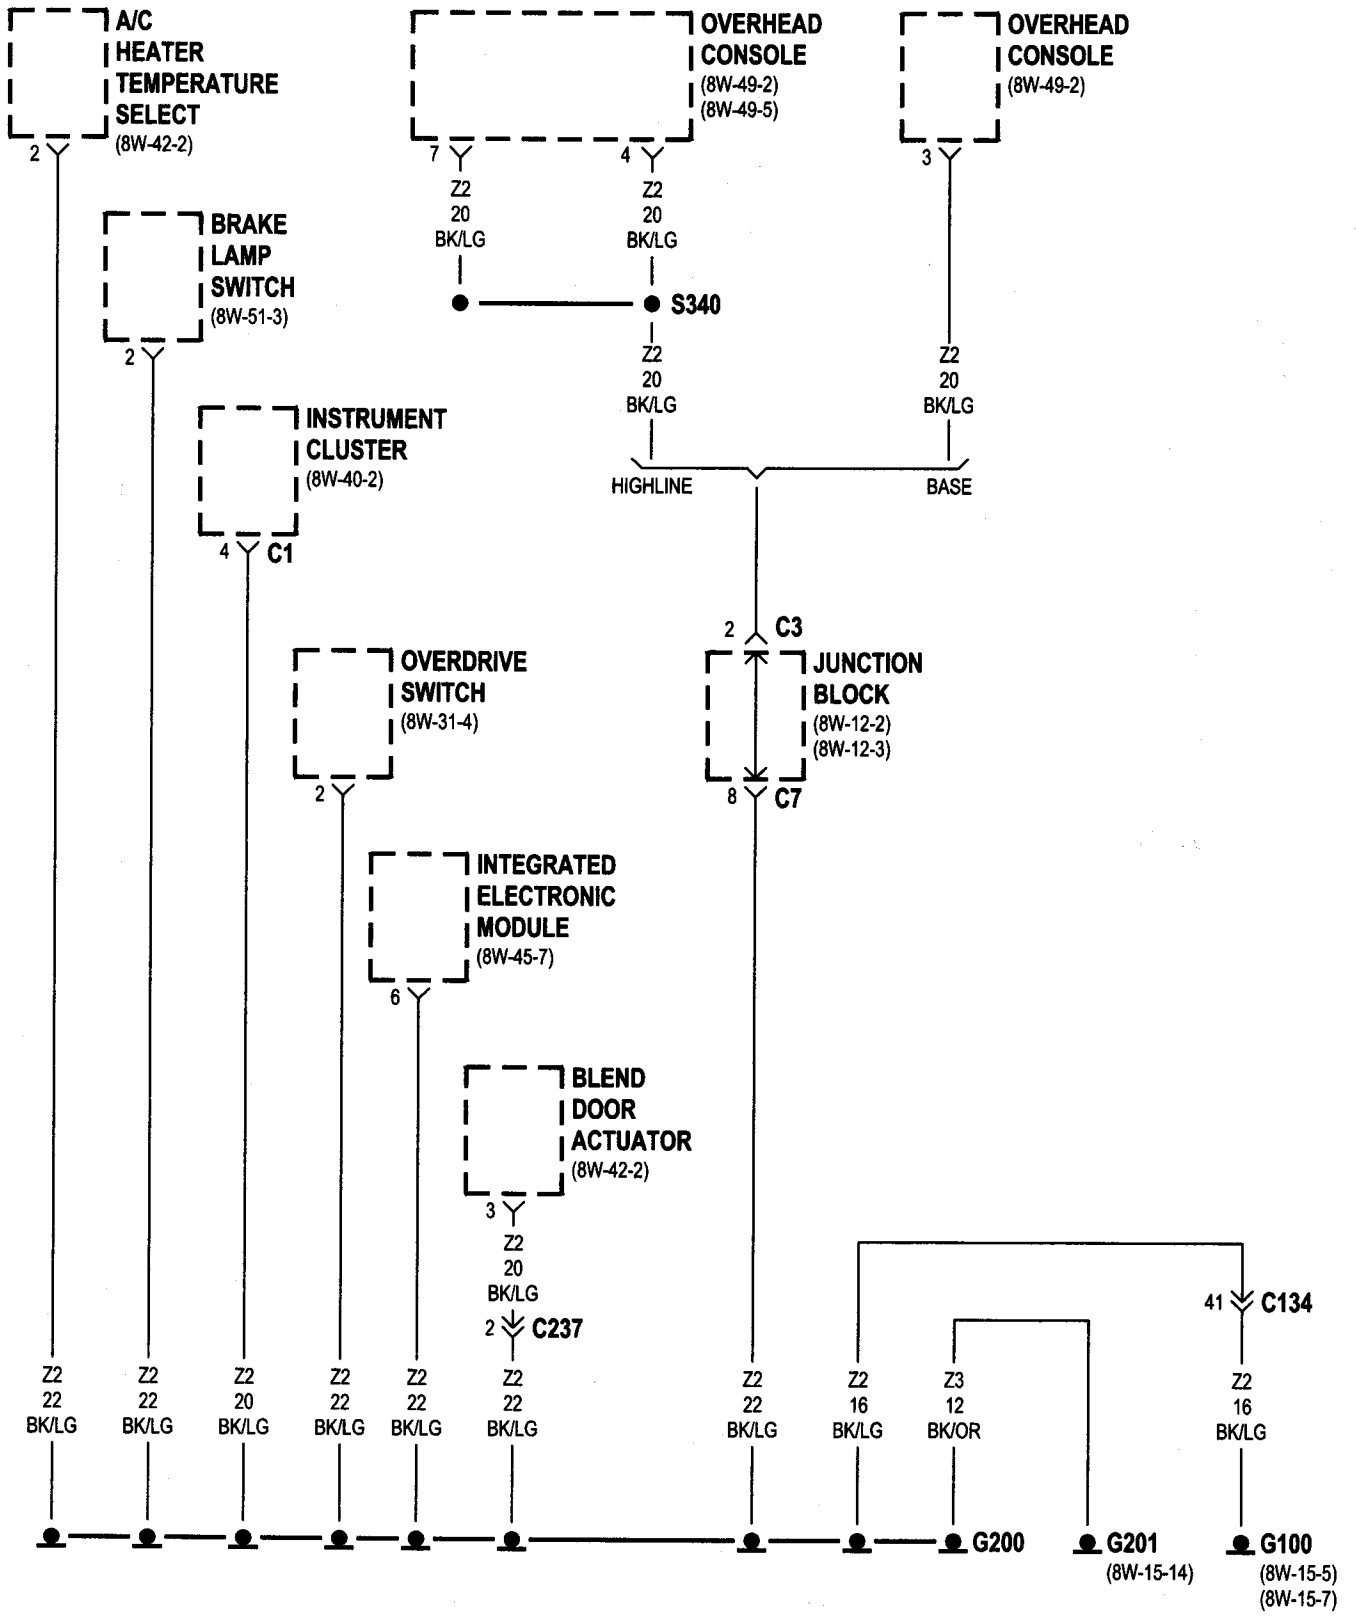 A/C
HEATER
TEMPERATURE
SELECT
(8W-42-2)
2
OVERHEAD
CONSOLE
(8W-49-2)
(8W-49-5)
7
4
Z2
20
BK/LG
Z2
20
BK/LG
S340
Z2
20
BK/LG
HIGHLINE
OVERHEAD
CONSOLE
(8W-49-2)
3
Z2
20
BK/LG
BASE
BRAKE
LAMP
SWITCH
(8W-51-3)
2
INSTRUMENT
CLUSTER
(8W-40-2)
4 C1
OVERDRIVE
SWITCH
(8W-31-4)
2
2 C3
JUNCTION
BLOCK
(8W-12-2)
(8W-12-3)
8 C7
INTEGRATED
ELECTRONIC
MODULE
(8W-45-7)
6
BLEND
DOOR
ACTUATOR
(8W-42-2)
3
Z2
20
BK/LG
2 C237
41 C134
Z2
22
BK/LG
Z2
22
BK/LG
Z2
20
BK/LG
Z2
22
BK/LG
Z2
22
BK/LG
Z2
22
BK/LG
Z2
22
BK/LG
Z2
16
BK/LG
Z3
12
BK/OR
Z2
16
BK/LG
G200
G201
(8W-15-14)
G100
(8W-15-5)
(8W-15-7)